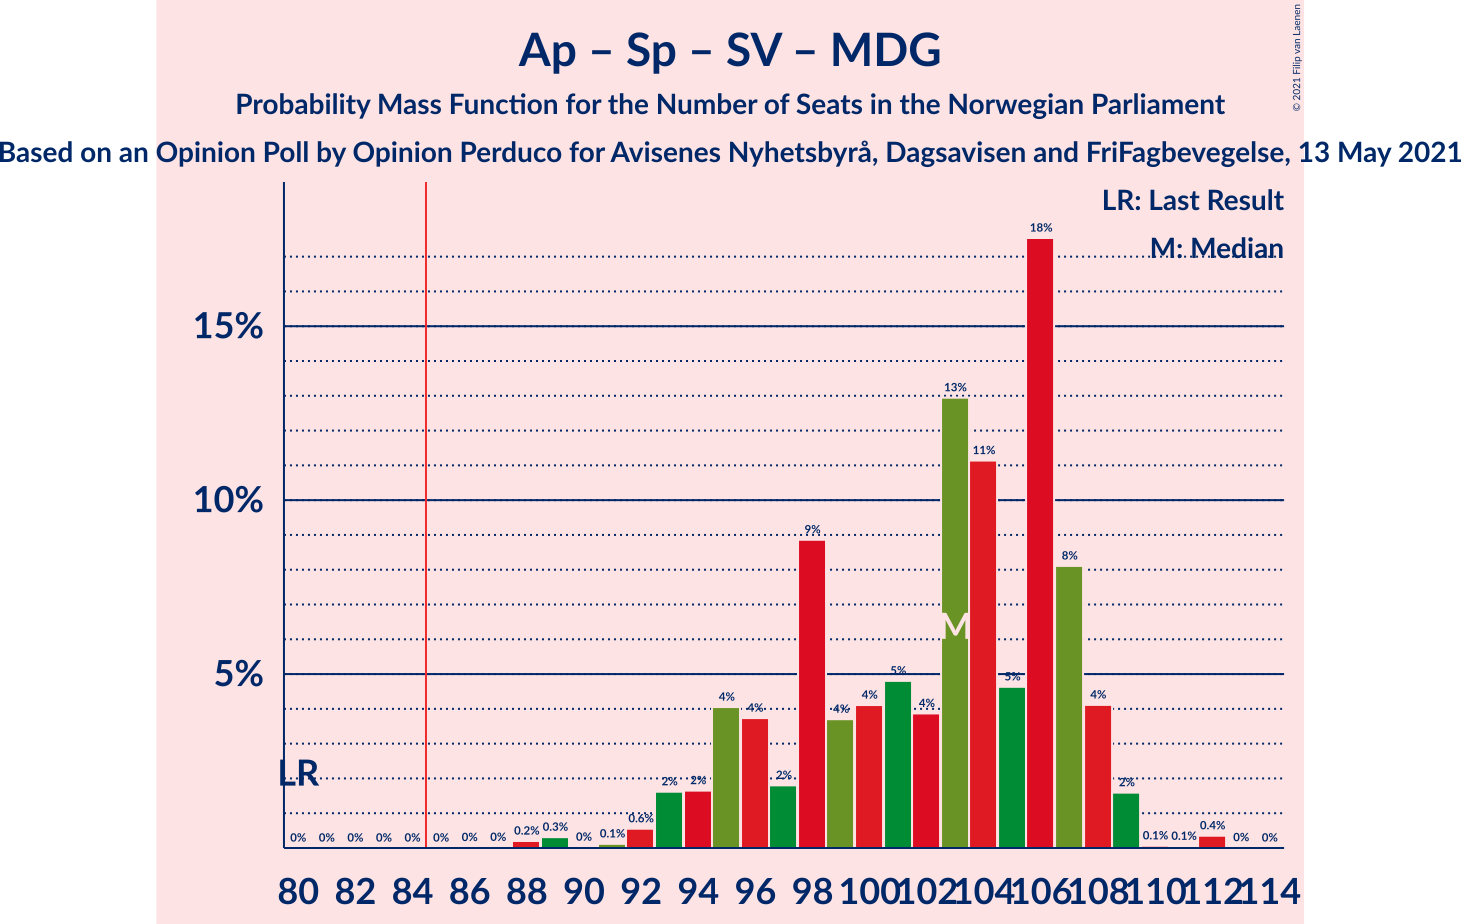 Ap – Sp – SV – MDG
Probability Mass Function for the Number of Seats in the Norwegian Parliament
Based on an Opinion Poll by Opinion Perduco for Avisenes Nyhetsbyrå, Dagsavisen and FriFagbevegelse, 13 May 2021
© 2021 Filip van Laenen
LR: Last Result
M: Median
15%
10%
5%
LR
M
0% 0% 0% 0% 0% 0% 0% 0% 0.2% 0.3% 0% 0.1% 0.6% 2% 2% 4% 4% 2% 9% 4% 4% 5% 4% 13% 11% 5% 18% 8% 4% 2% 0.1% 0.1% 0.4% 0% 0%
80 82 84 86 88 90 92 94 96 98 100 102 104 106 108 110 112 114